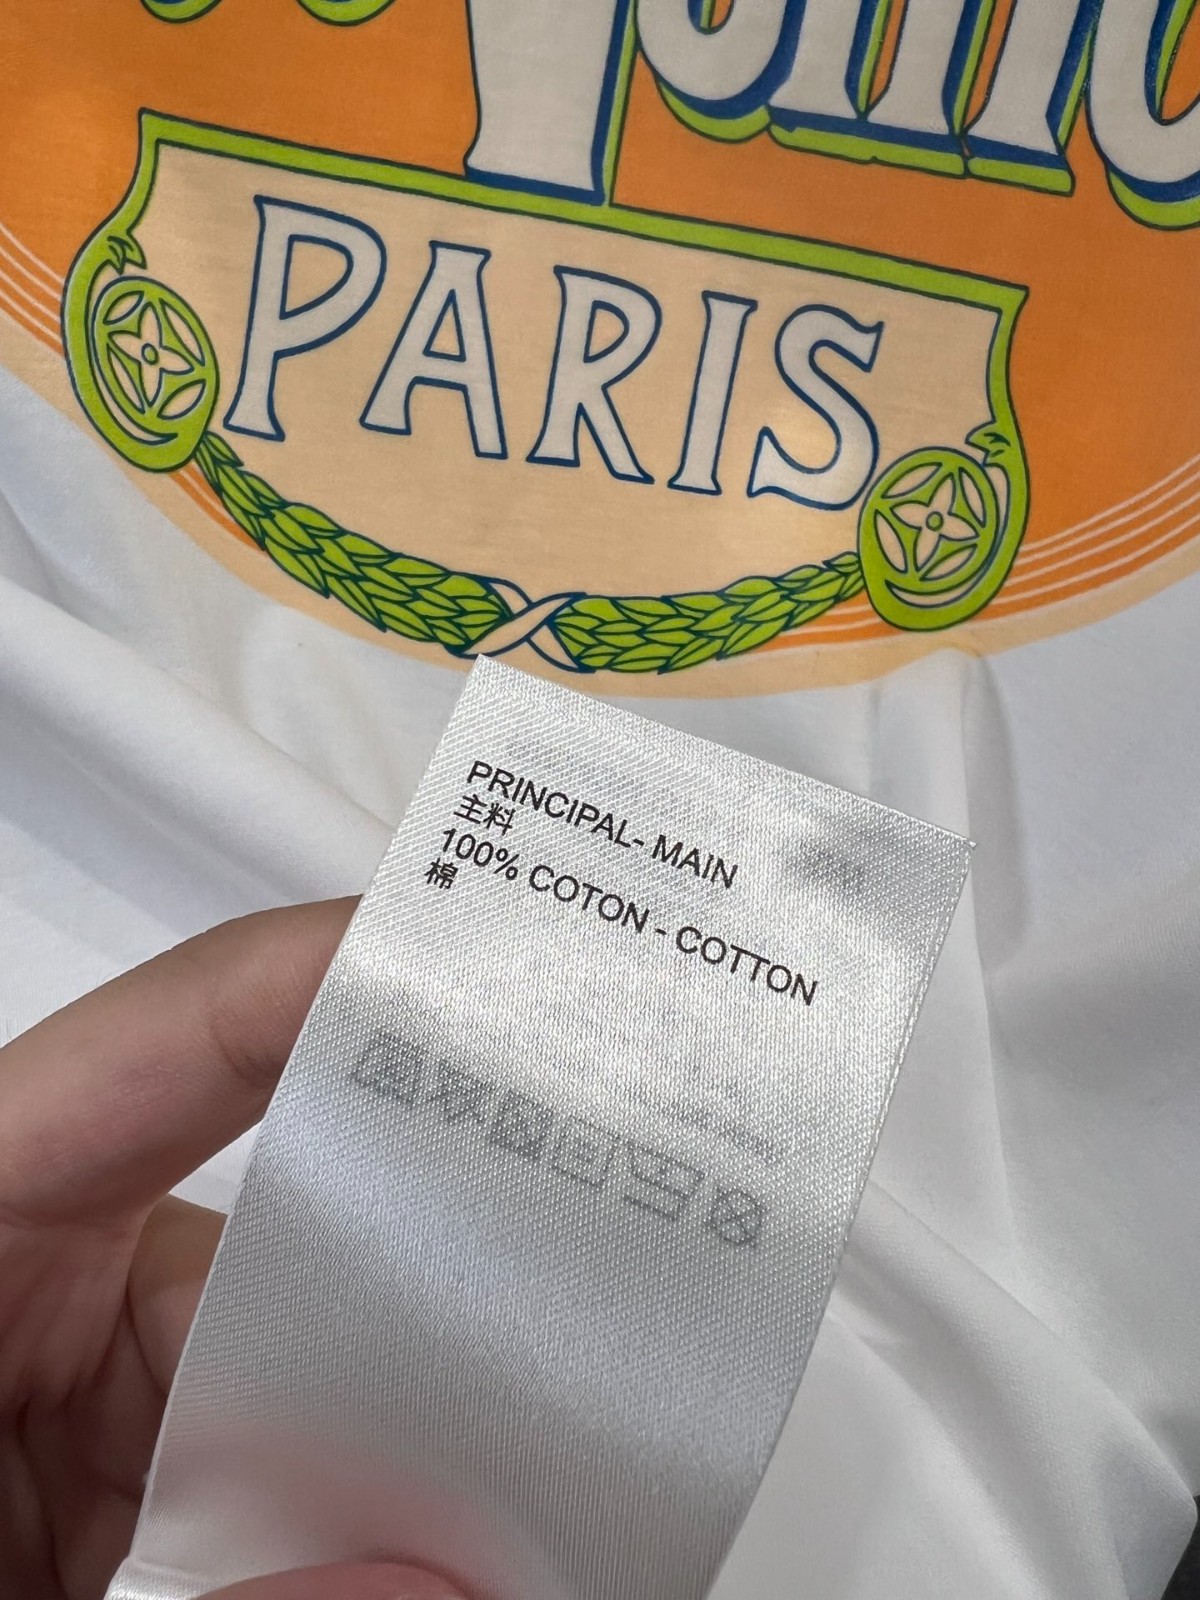 PARIS
PRINCIPAL- MAIN
主料
100% COTON - COTTON
棉